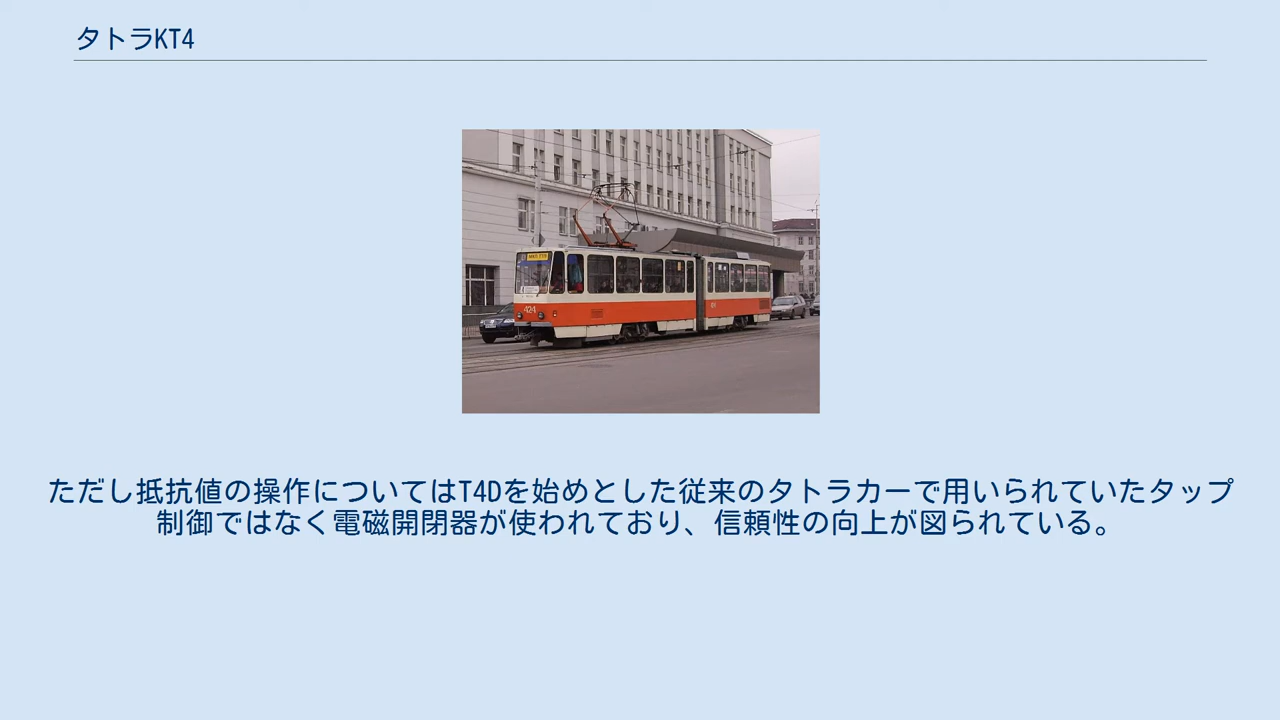 タトラKT4
424
ただし抵抗値の操作についてはT4Dを始めとした従来のタトラカーで用いられていたタップ
制御ではなく電磁開閉器が使われており、信頼性の向上が図られている。